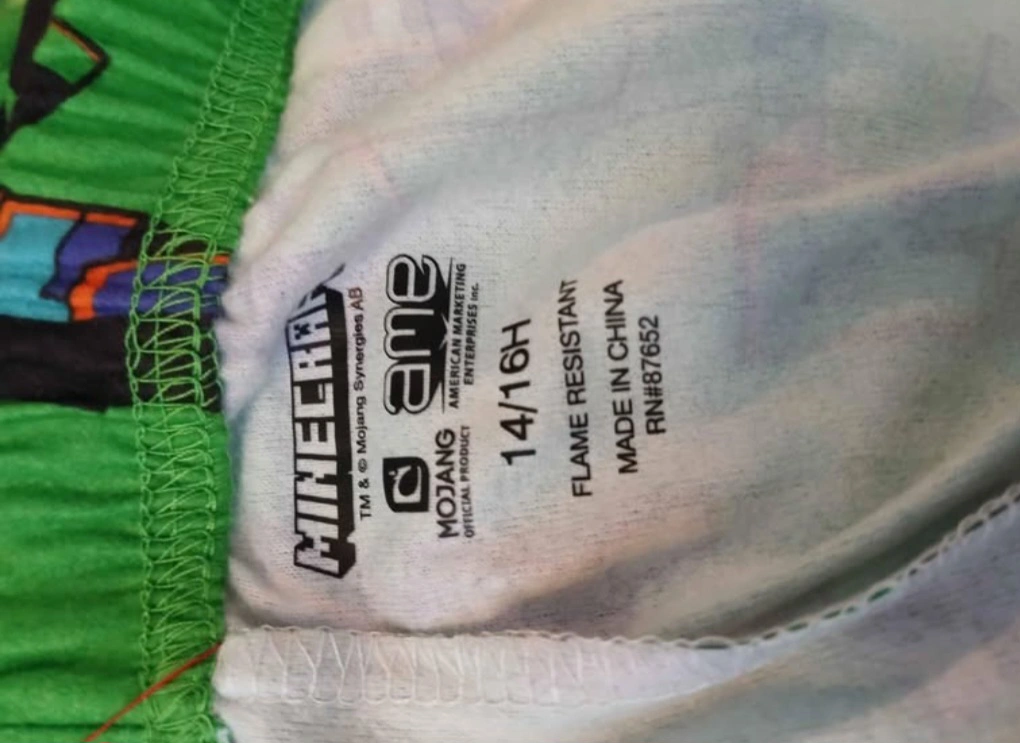 MINECRAFT
TM & © Mojang Synergies AB
MOJANG
OFFICIAL PRODUCT
ame
AMERICAN MARKETING
ENTERPRISES Inc.
14/16H
FLAME RESISTANT
MADE IN CHINA
RN#87652